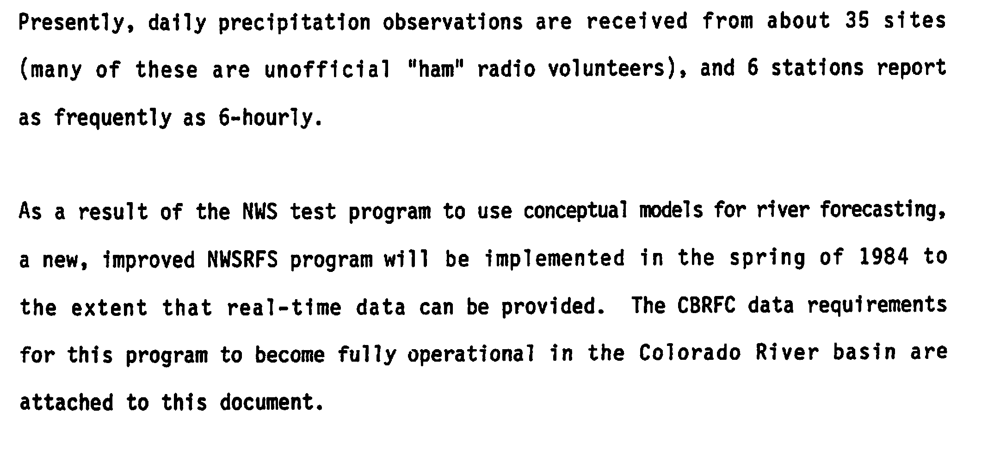 Presently, daily precipitation observations are received from about 35 sites
(many of these are unofficial "ham" radio volunteers), and 6 stations report
as frequently as 6-hourly.
As a result of the NWS test program to use conceptual models for river forecasting,
a new, improved NWSRFS program will be implemented in the spring of 1984 to
the extent that real-time data can be provided.  The CBRFC data requirements
for this program to become fully operational in the Colorado River basin are
attached to this document.